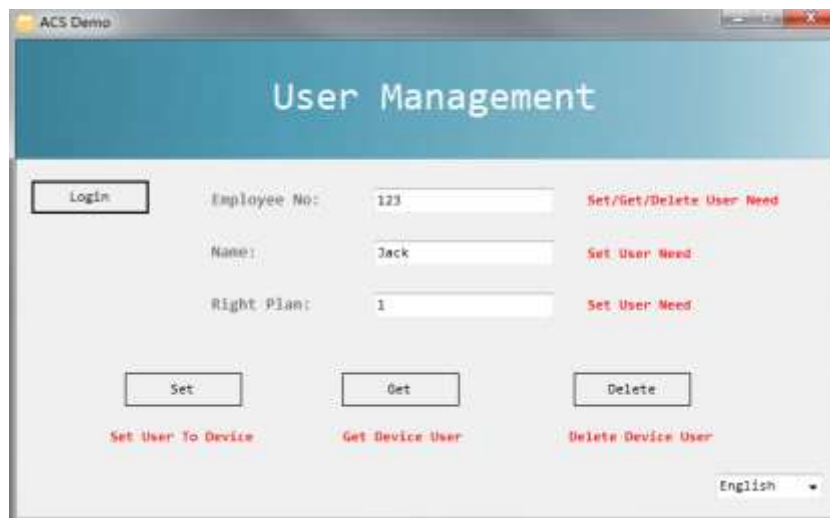 ACS Demo
User Management
Login
Employee No: 123 Set/Get/Delete User Need
Name: Jack Set User Need
Right Plan: 1 Set User Need
Set Get Delete
Set User To Device Get Device User Delete Device User
English